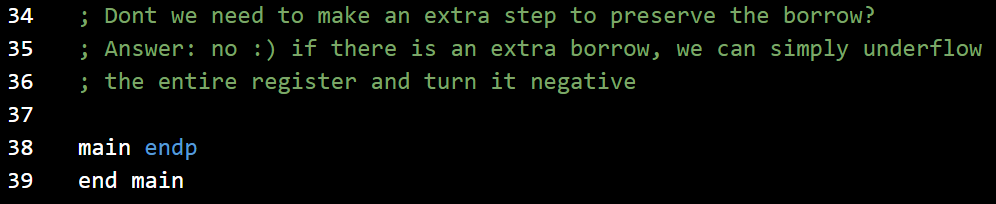 34 ; Dont we need to make an extra step to preserve the borrow?
35 ; Answer: no :) if there is an extra borrow, we can simply underflow
36 ; the entire register and turn it negative
37
38 main endp
39 end main